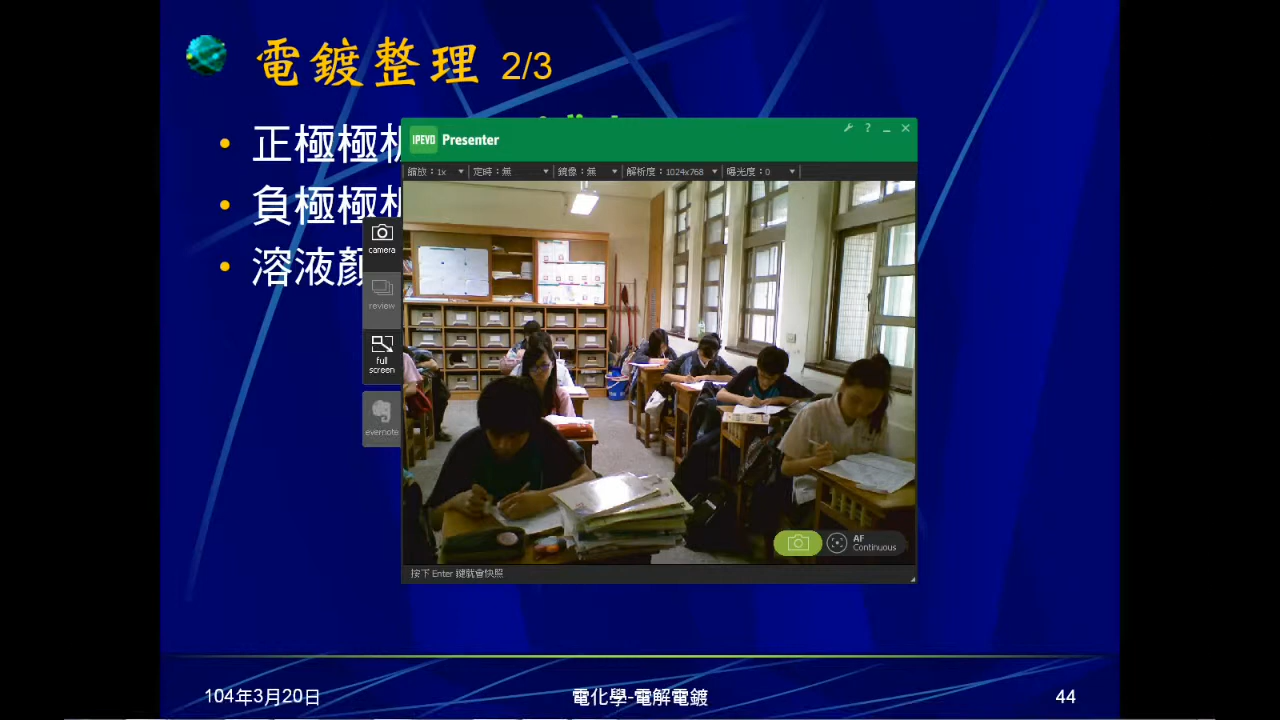 電鍍整理 2/3
正極極
負極極
溶液
IPEVO Presenter
縮放：1x 定時：無 鏡像：無 解析度：1024x768 曝光度：0
camera
review
full
screen
evernote
AF
Continuous
按下 Enter 鍵就會快照
104年3月20日 電化學-電解電鍍 44